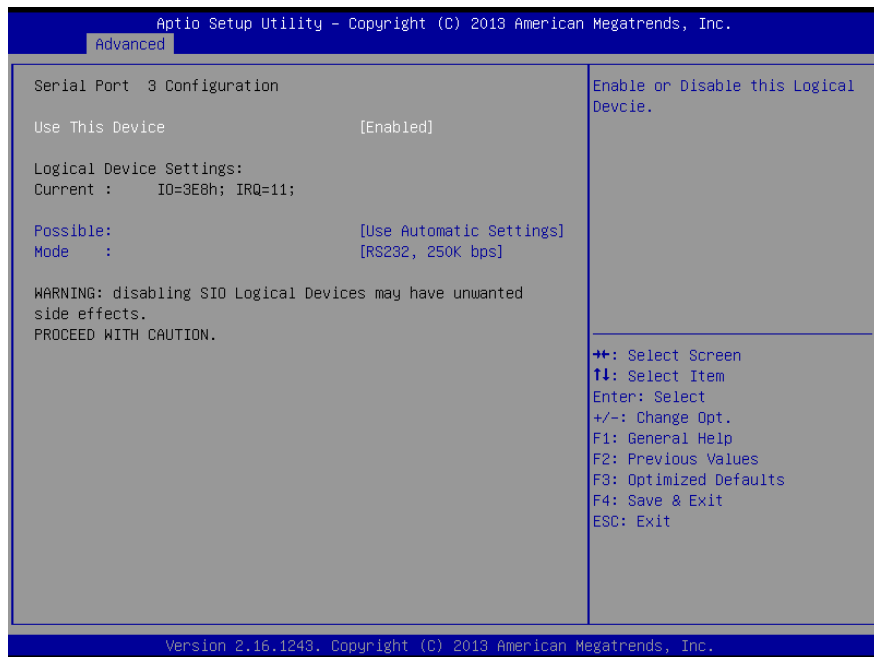 Aptio Setup Utility – Copyright (C) 2013 American Megatrends, Inc.
Advanced
Serial Port 3 Configuration
Use This Device [Enabled]
Logical Device Settings:
Current : IO=3E8h; IRQ=11;
Possible: [Use Automatic Settings]
Mode : [RS232, 250K bps]
WARNING: disabling SIO Logical Devices may have unwanted
side effects.
PROCEED WITH CAUTION.
Enable or Disable this Logical
Devcie.
→←: Select Screen
↑↓: Select Item
Enter: Select
+/-: Change Opt.
F1: General Help
F2: Previous Values
F3: Optimized Defaults
F4: Save & Exit
ESC: Exit
Version 2.16.1243. Copyright (C) 2013 American Megatrends, Inc.